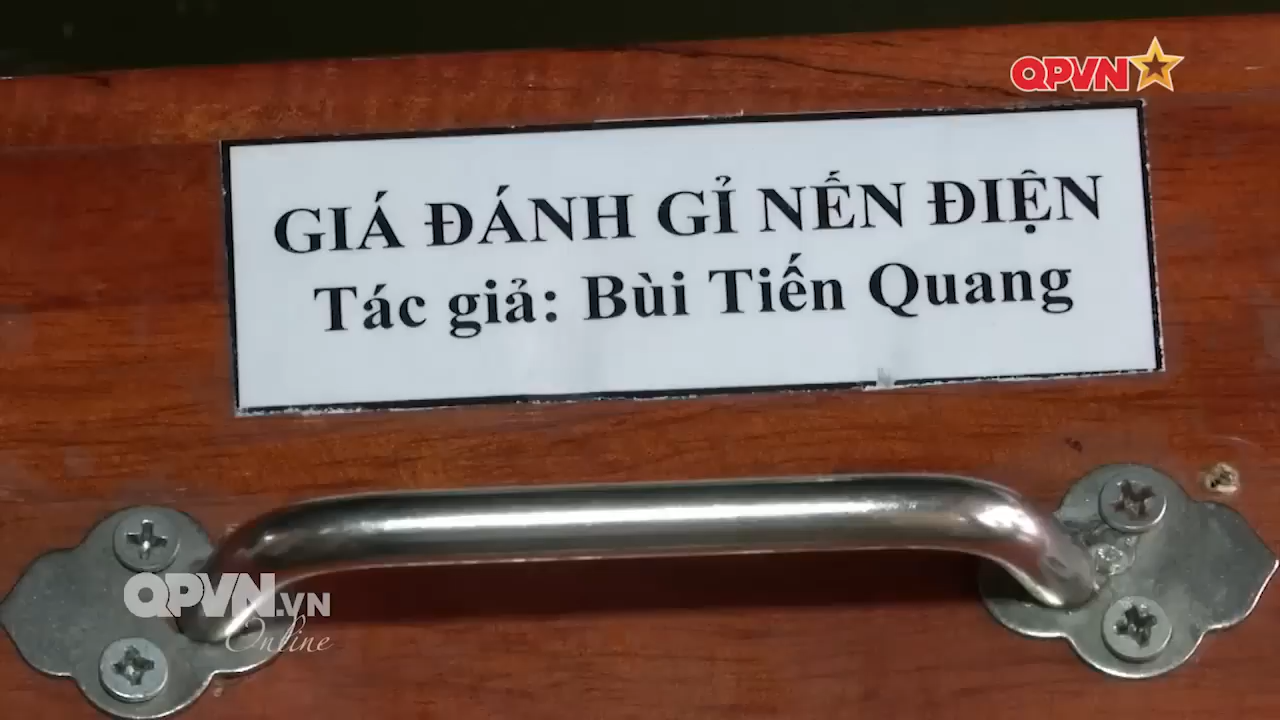 QPVN
GIÁ ĐÁNH GỈ NẾN ĐIỆN
Tác giả: Bùi Tiến Quang
QPVN.VN
Online